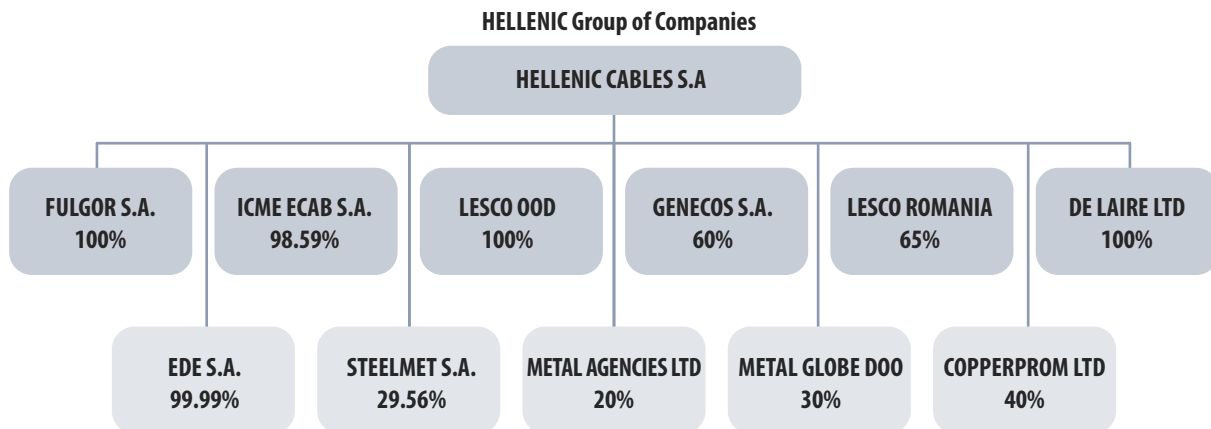 HELLENIC Group of Companies
HELLENIC CABLES S.A
FULGOR S.A.
100%
ICME ECAB S.A.
98.59%
LESCO OOD
100%
GENECOS S.A.
60%
LESCO ROMANIA
65%
DE LAIRE LTD
100%
EDE S.A.
99.99%
STEELMET S.A.
29.56%
METAL AGENCIES LTD
20%
METAL GLOBE DOO
30%
COPPERPROM LTD
40%